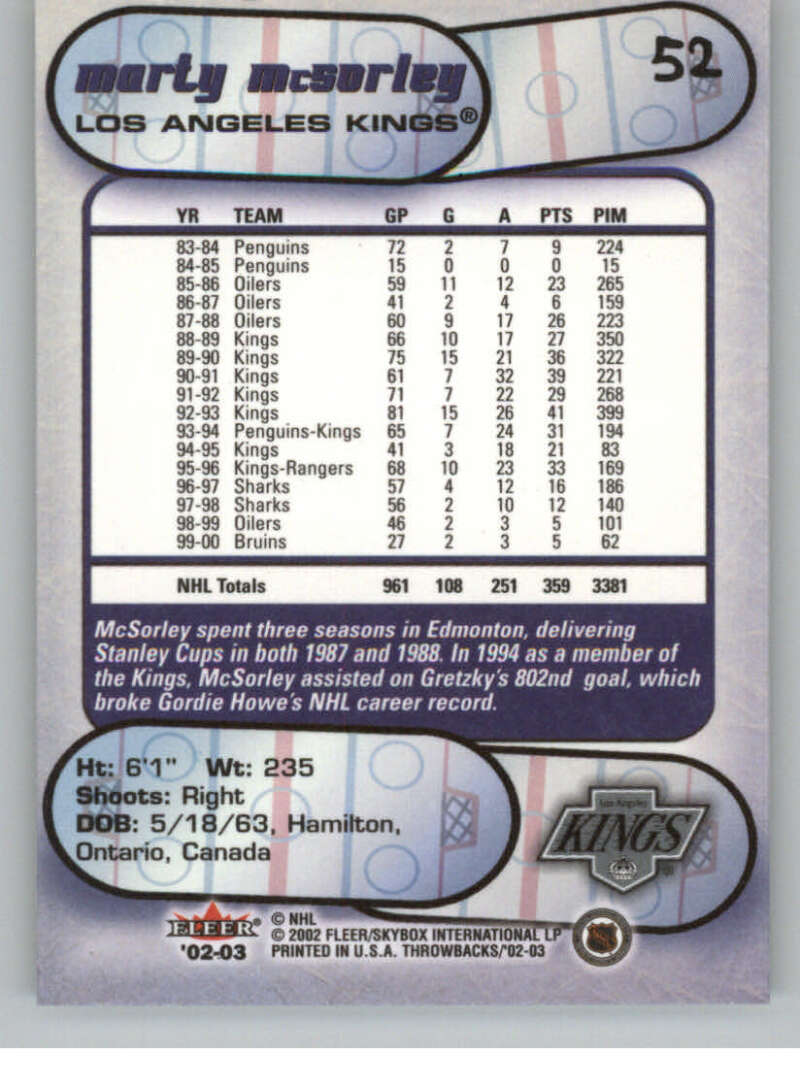 marty mcsorley
52
LOS ANGELES KINGS®
YR TEAM GP G A PTS PIM
83-84 Penguins 72 2 7 9 224
84-85 Penguins 15 0 0 0 15
85-86 Oilers 59 11 12 23 265
86-87 Oilers 41 2 4 6 159
87-88 Oilers 60 9 17 26 223
88-89 Kings 66 10 17 27 350
89-90 Kings 75 15 21 36 322
90-91 Kings 61 7 32 39 221
91-92 Kings 71 7 22 29 268
92-93 Kings 81 15 26 41 399
93-94 Penguins-Kings 65 7 24 31 194
94-95 Kings 41 3 18 21 83
95-96 Kings-Rangers 68 10 23 33 169
96-97 Sharks 57 4 12 16 186
97-98 Sharks 56 2 10 12 140
98-99 Oilers 46 2 3 5 101
99-00 Bruins 27 2 3 5 62
NHL Totals 961 108 251 359 3381
McSorley spent three seasons in Edmonton, delivering
Stanley Cups in both 1987 and 1988. In 1994 as a member of
the Kings, McSorley assisted on Gretzky's 802nd goal, which
broke Gordie Howe's NHL career record.
Ht: 6'1" Wt: 235
Shoots: Right
DOB: 5/18/63, Hamilton,
Ontario, Canada
Los Angeles
KINGS
®
FLEER®
'02-03
© NHL
© 2002 FLEER/SKYBOX INTERNATIONAL LP
PRINTED IN U.S.A. THROWBACKS/'02-03